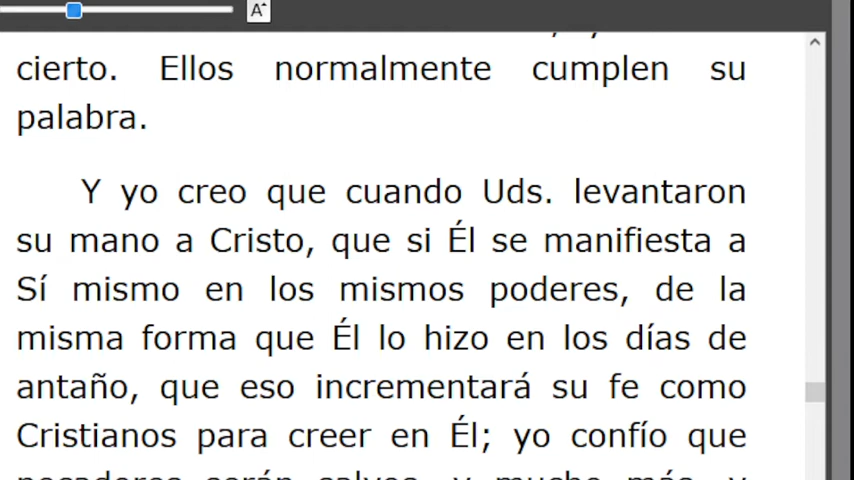 A
cierto. Ellos normalmente cumplen su
palabra.
Y yo creo que cuando Uds. levantaron
su mano a Cristo, que si Él se manifiesta a
Sí mismo en los mismos poderes, de la
misma forma que Él lo hizo en los días de
antaño, que eso incrementará su fe como
Cristianos para creer en Él; yo confío que